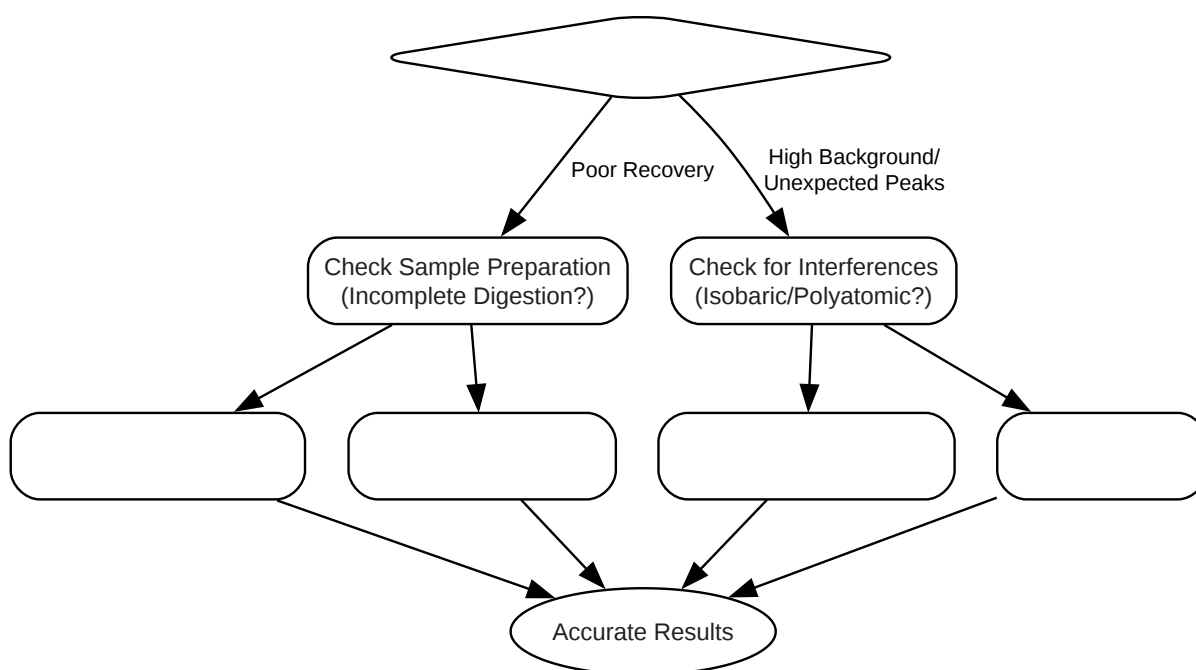 Poor Recovery
High Background/
Unexpected Peaks
Check Sample Preparation
(Incomplete Digestion?)
Check for Interferences
(Isobaric/Polyatomic?)
Accurate Results